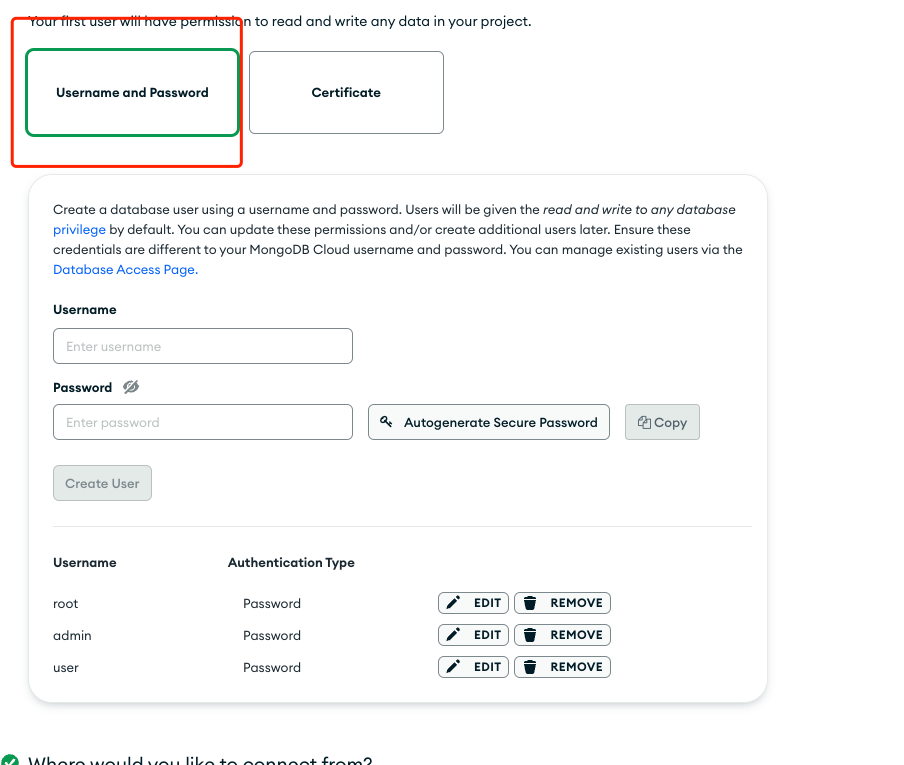 Your first user will have permission to read and write any data in your project.
Username and Password
Certificate
Create a database user using a username and password. Users will be given the read and write to any database
privilege by default. You can update these permissions and/or create additional users later. Ensure these
credentials are different to your MongoDB Cloud username and password. You can manage existing users via the
Database Access Page.
Username
Enter username
Password
Enter password
Autogenerate Secure Password
Copy
Create User
Username Authentication Type
root Password EDIT REMOVE
admin Password EDIT REMOVE
user Password EDIT REMOVE
Where would you like to connect from?